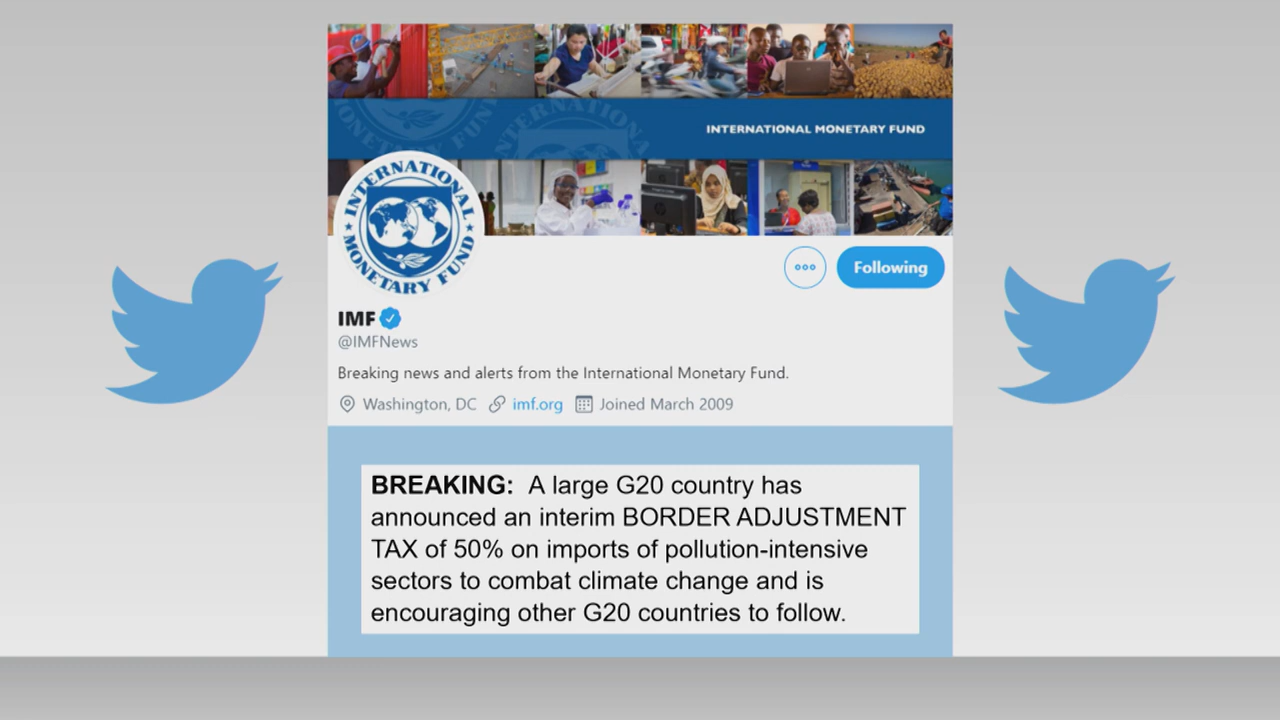 INTERNATIONAL MONETARY FUND
INTERNATIONAL MONETARY FUND
Following
IMF
@IMFNews
Breaking news and alerts from the International Monetary Fund.
Washington, DC imf.org Joined March 2009
BREAKING: A large G20 country has
announced an interim BORDER ADJUSTMENT
TAX of 50% on imports of pollution-intensive
sectors to combat climate change and is
encouraging other G20 countries to follow.